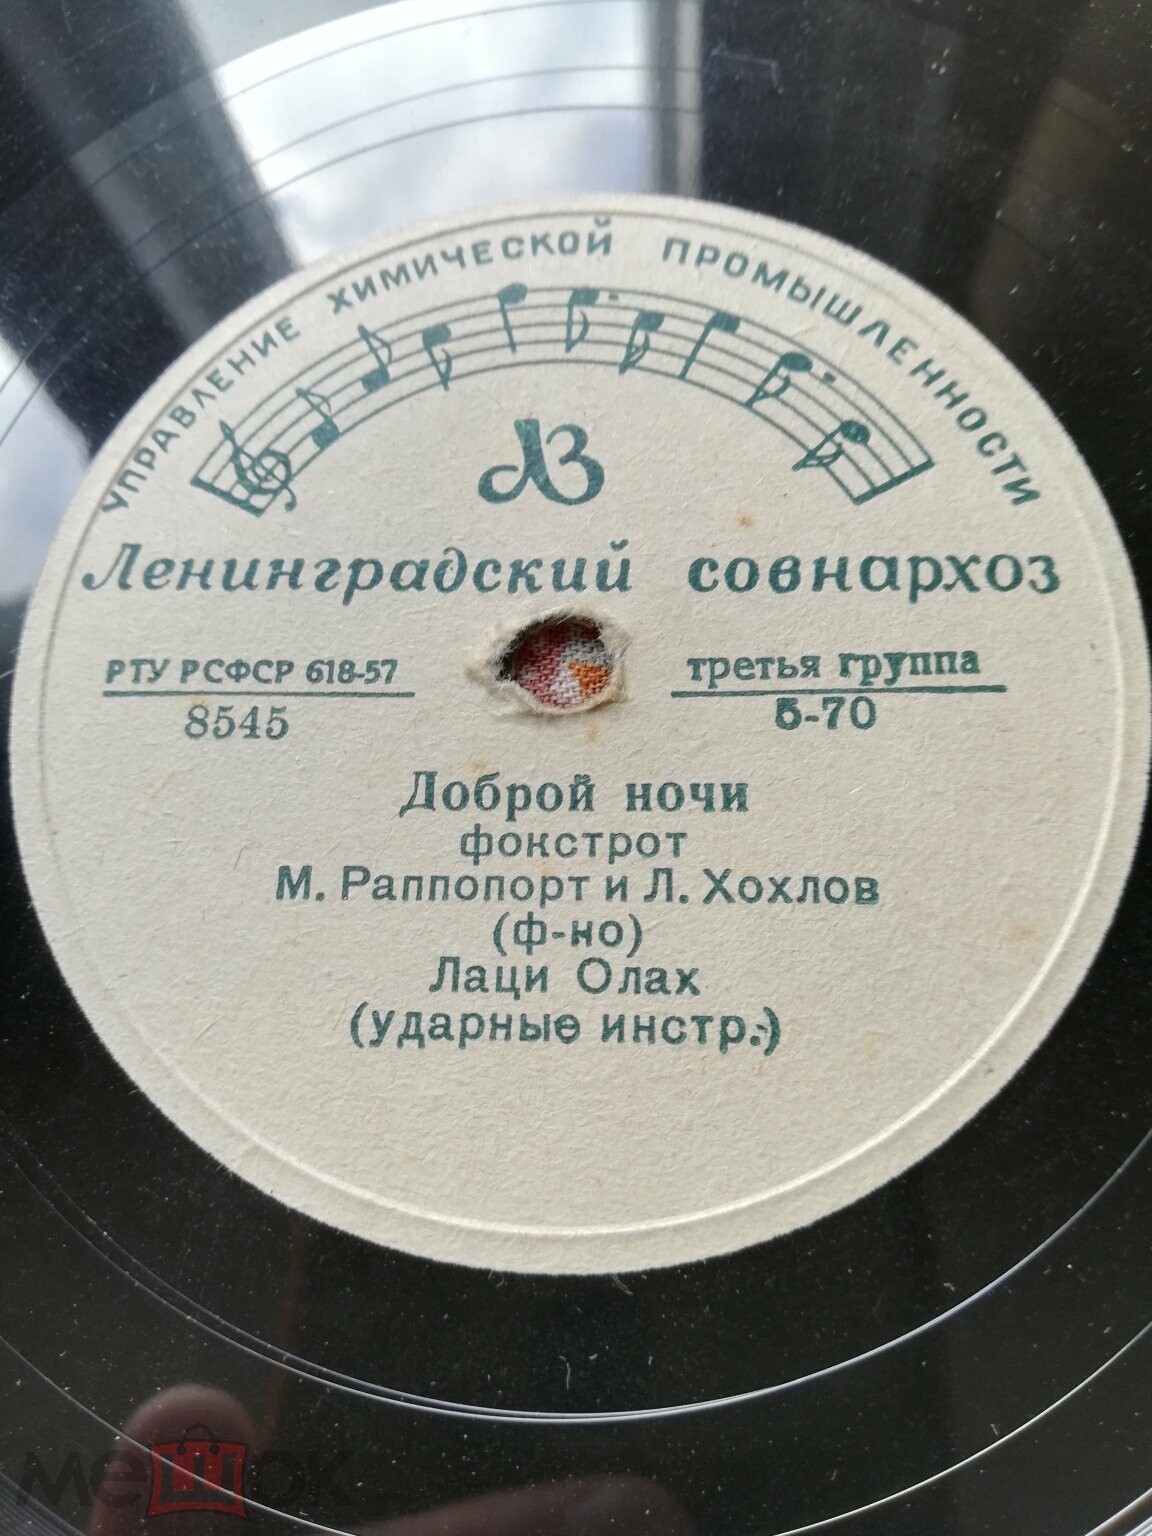 УПРАВЛЕНИЕ ХИМИЧЕСКОЙ ПРОМЫШЛЕННОСТИ
ЛЗ
Ленинградский совнархоз
РТУ РСФСР 618-57
8545
третья группа
5-70
Доброй ночи
фокстрот
М. Раппопорт и Л. Хохлов
(ф-но)
Лаци Олах
(ударные инстр.)
мешок